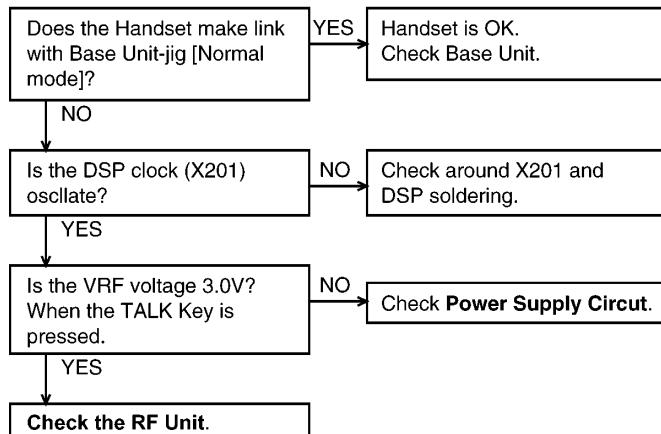 Does the Handset make link
with Base Unit-jig [Normal
mode]?
YES
Handset is OK.
Check Base Unit.
NO
Is the DSP clock (X201)
oscllate?
NO
Check around X201 and
DSP soldering.
YES
Is the VRF voltage 3.0V?
When the TALK Key is
pressed.
NO
Check Power Supply Circut.
YES
Check the RF Unit.